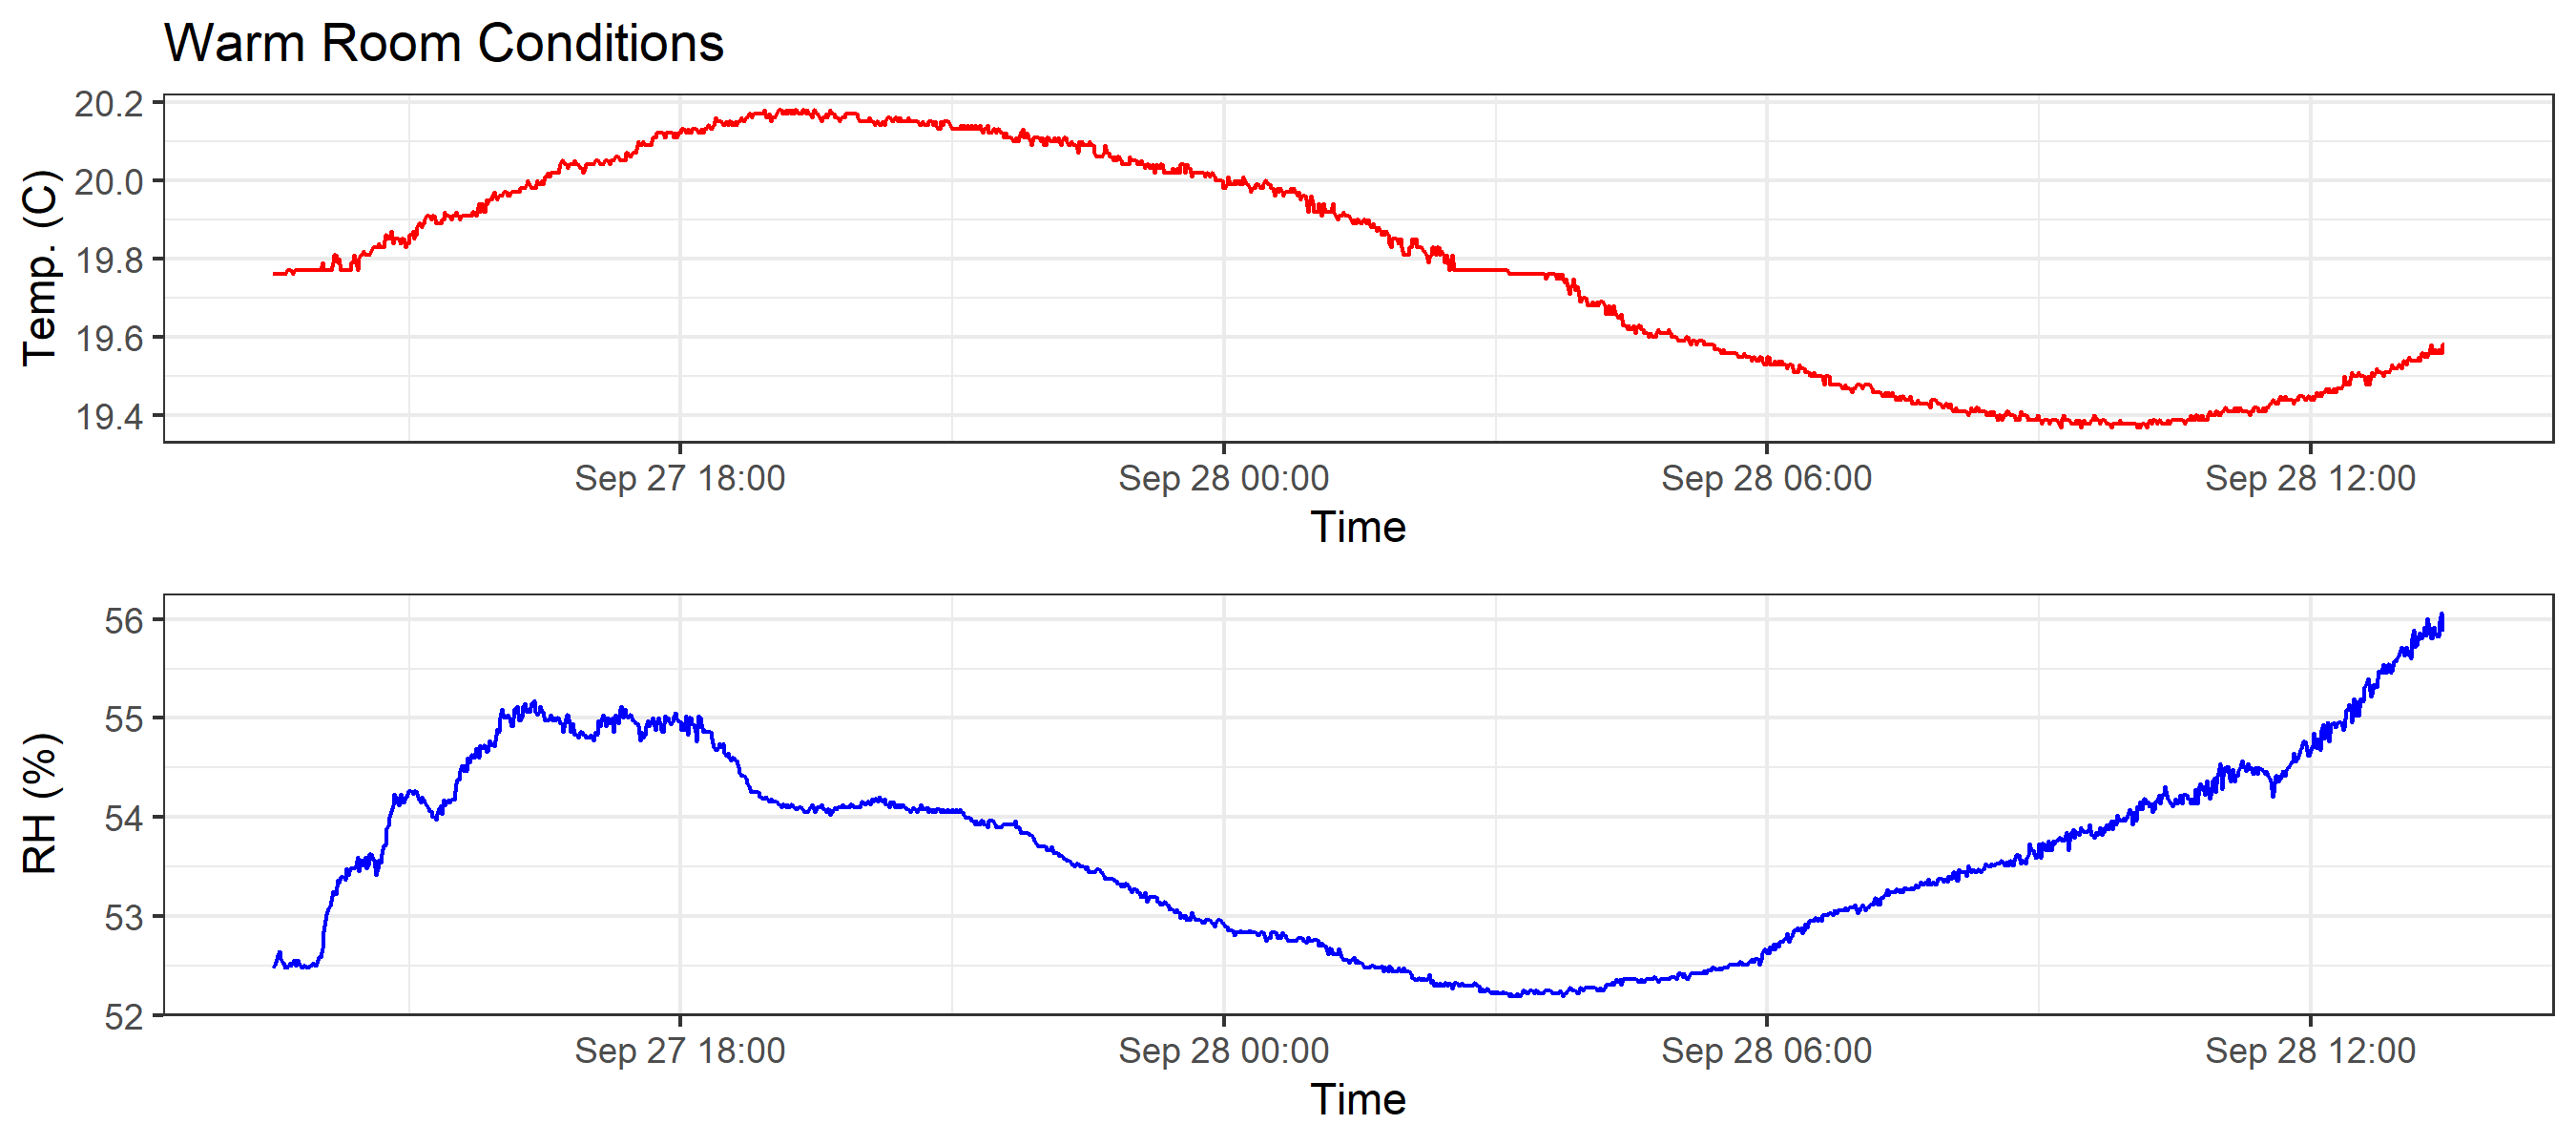 Warm Room Conditions
20.2
20.0
19.8
19.6
19.4
Temp. (C)
Sep 27 18:00 Sep 28 00:00 Sep 28 06:00 Sep 28 12:00
Time
56
55
54
53
52
RH (%)
Sep 27 18:00 Sep 28 00:00 Sep 28 06:00 Sep 28 12:00
Time